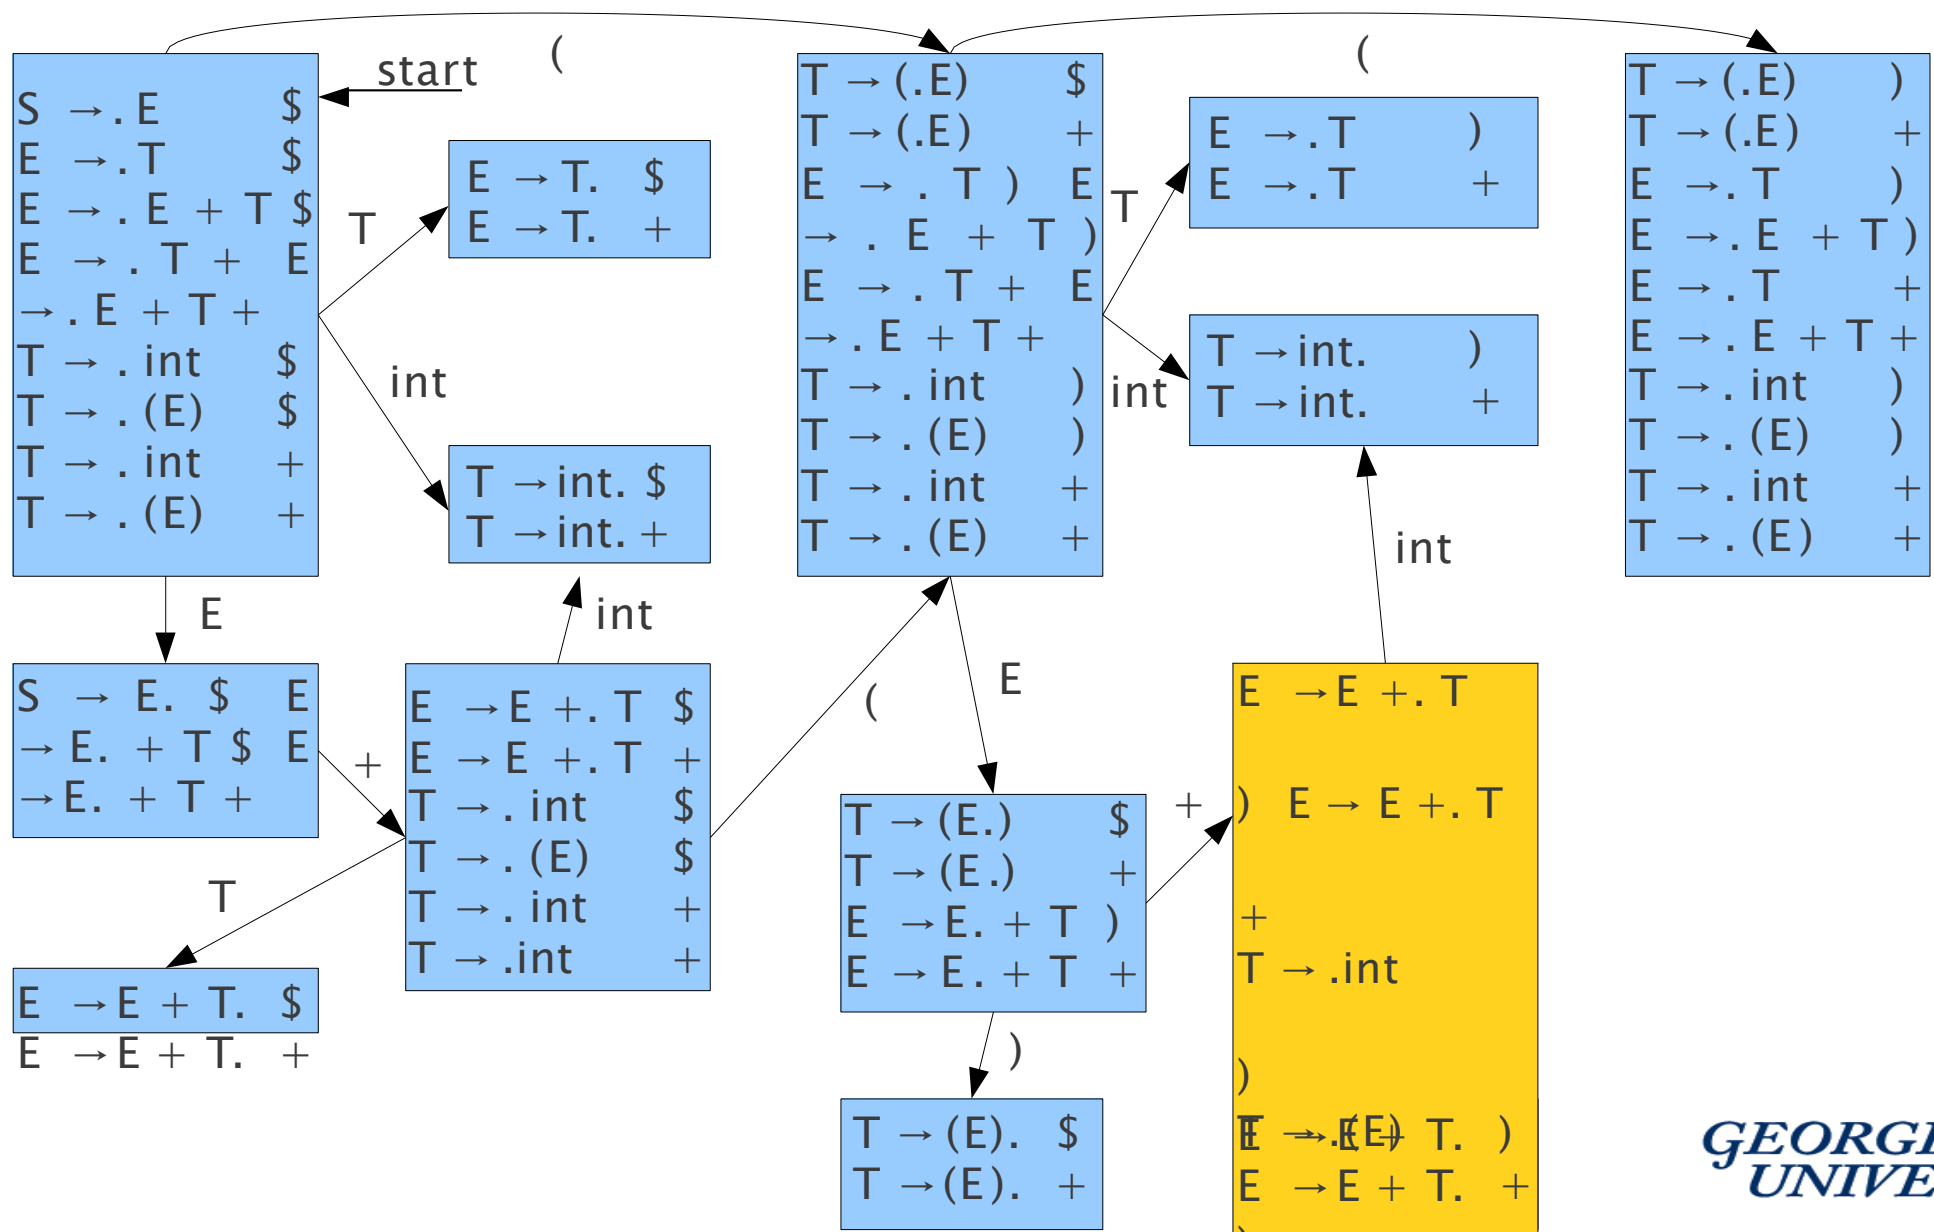 (
(
start
S → . E $
E → . T $
E → . E + T $
E → . T + E
→ . E + T +
T → . int $
T → . (E) $
T → . int +
T → . (E) +
T
int
E → T. $
E → T. +
T → int. $
T → int. +
T → (.E) $
T → (.E) +
E → . T ) E
→ . E + T )
E → . T + E
→ . E + T +
T → . int )
T → . (E) )
T → . int +
T → . (E) +
T
int
E → . T )
E → . T +
T → int. )
T → int. +
T → (.E) )
T → (.E) +
E → . T )
E → . E + T )
E → . T +
E → . E + T +
T → . int )
T → . (E) )
T → . int +
T → . (E) +
E
int
(
E
int
S → E. $ E
→ E. + T $ E
→ E. + T +
+
E → E +. T $
E → E +. T +
T → . int $
T → . (E) $
T → . int +
T → .int +
T
E → E + T. $
E → E + T. +
T → (E.) $
T → (E.) +
E → E. + T )
E → E. + T +
+
)
T → (E). $
T → (E). +
E → E +. T
) E → E +. T
+
T → .int
)
T. )
E → E + T. +